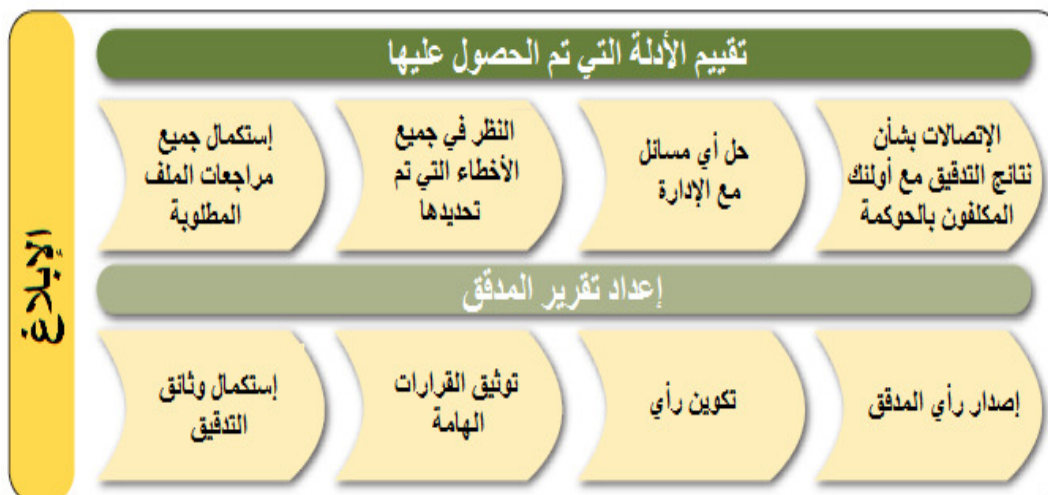 الإبلاغ
تقييم الأدلة التي تم الحصول عليها
إستكمال جميع
مراجعات الملف
المطلوبة
النظر في جميع
الأخطاء التي تم
تحديدها
حل أي مسائل
مع الإدارة
الإتصالات بشأن
نتائج التدقيق مع أولئك
المكلفون بالحوكمة
إعداد تقرير المدقق
إستكمال وثائق
التدقيق
توثيق القرارات
الهامة
تكوين رأي
إصدار رأي المدقق